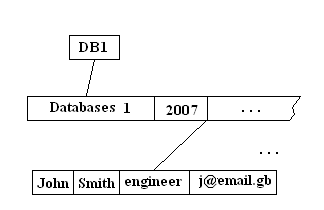 DB1
Databases 1 2007 . . .
. . .
John Smith engineer j@email.gb